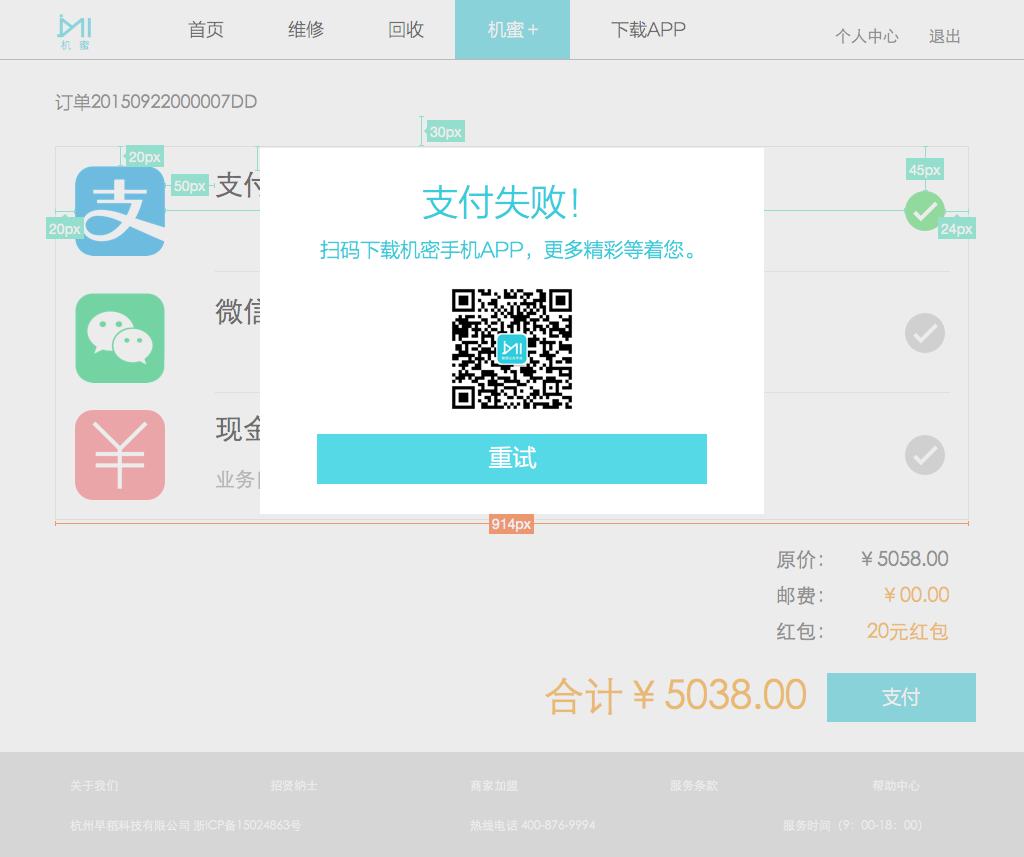 机 蜜
首页 维修 回收 机蜜+ 下载APP 个人中心 退出
订单20150922000007DD
30px
20px
45px
50px
支付
20px
24px
支付失败！
扫码下载机密手机APP，更多精彩等着您。
微信
现金
重试
业务
914px
原价： ￥5058.00
邮费： ￥00.00
红包： 20元红包
合计￥5038.00 支付
关于我们 招贤纳士 商家加盟 服务条款 帮助中心
杭州早稻科技有限公司 浙ICP备15024863号 热线电话 400-876-9994 服务时间（9：00-18：00）